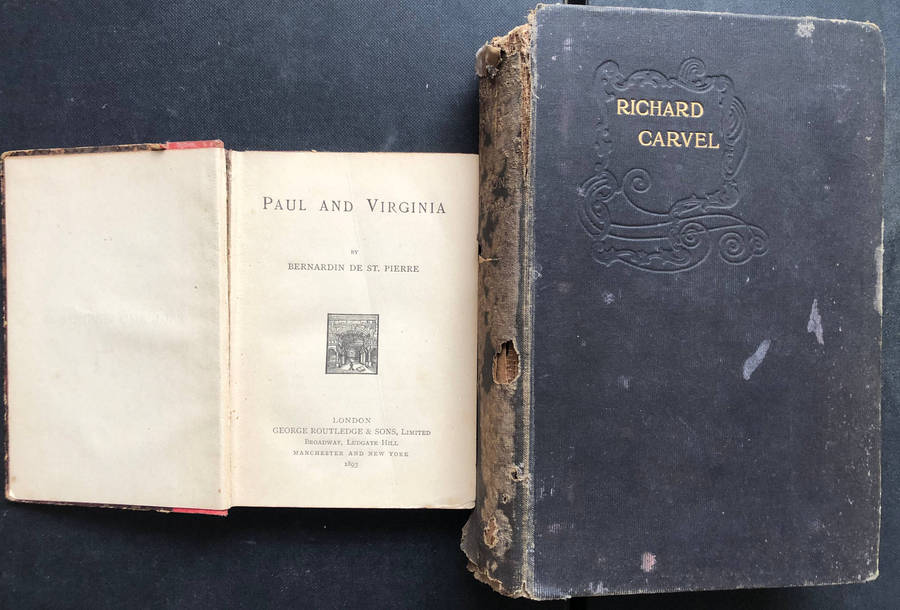 PAUL AND VIRGINIA
BY
BERNARDIN DE ST. PIERRE
LONDON
GEORGE ROUTLEDGE & SONS, LIMITED
BROADWAY, LUDGATE HILL
MANCHESTER AND NEW YORK
1893
RICHARD
CARVEL